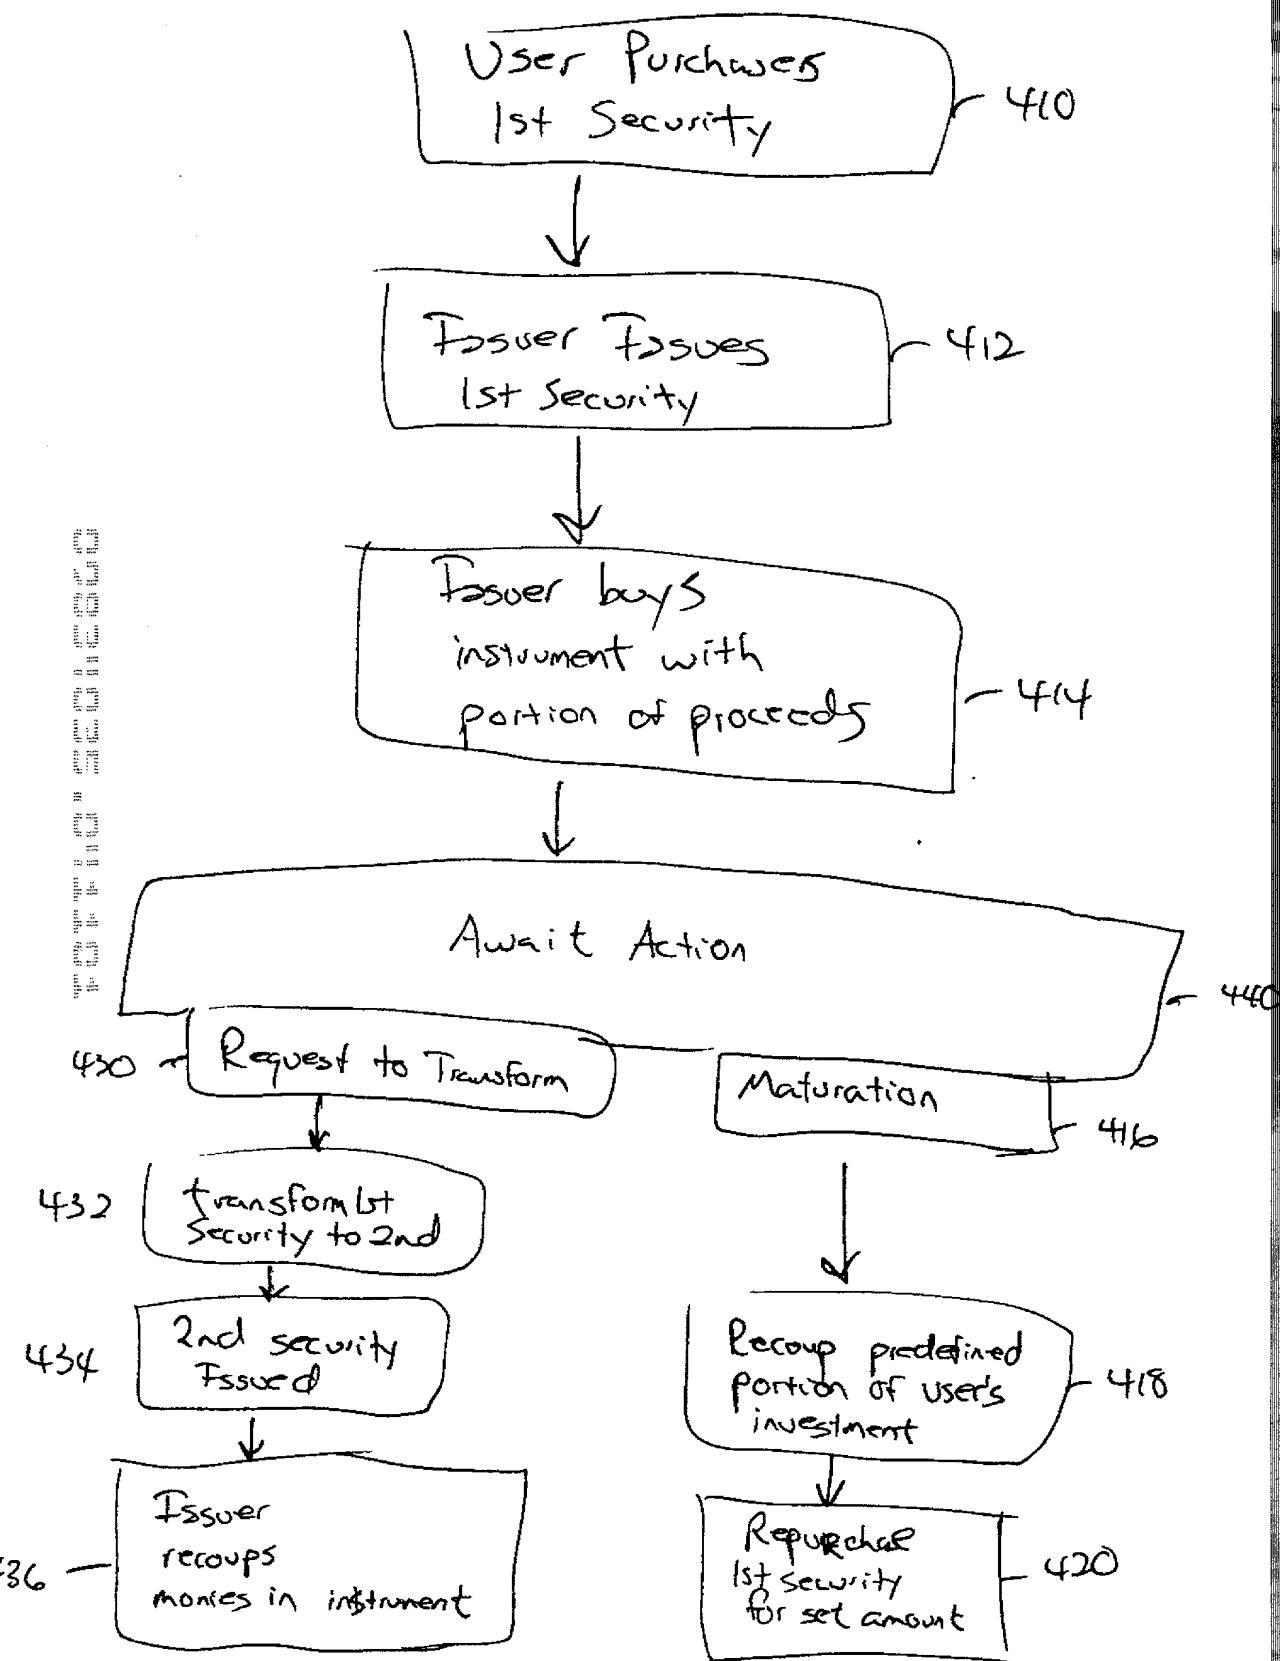 User Purchases
1st Security
410
Issuer Issues
1st Security
412
Issuer buys
instrument with
portion of proceeds
414
Await Action
440
430
Request to Transform
Maturation
416
432
transform 1st
Security to 2nd
434
2nd security
Issued
Recoup predefined
portion of user's
investment
418
436
Issuer
recoups
monies in instrument
Repurchase
1st security
for set amount
420